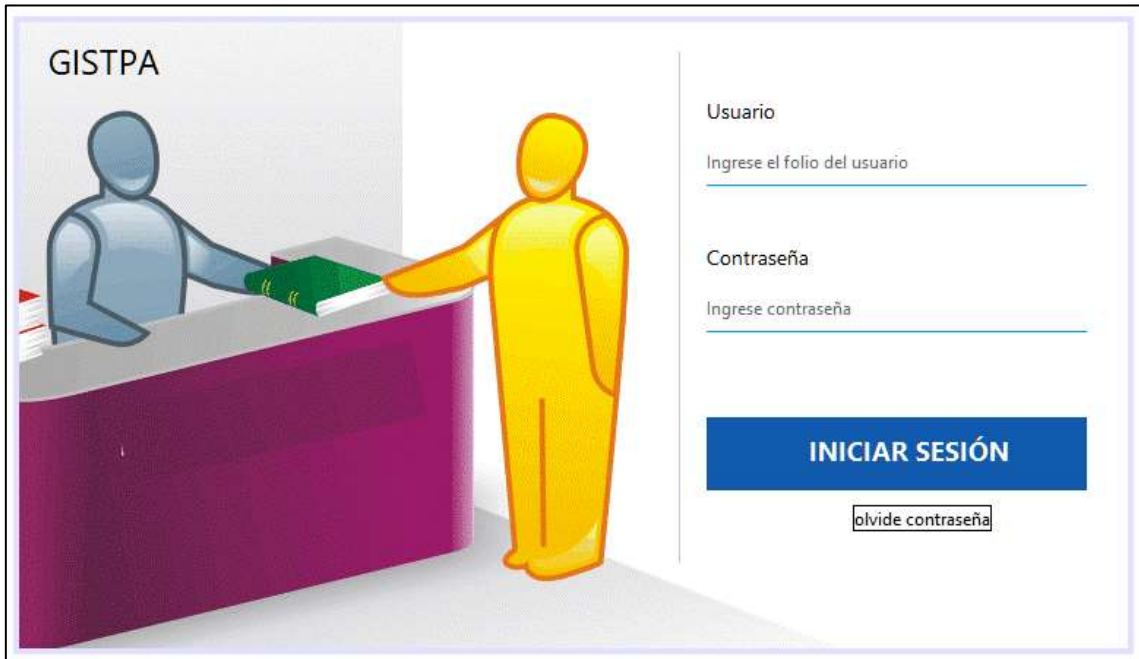 GISTPA
Usuario
Ingrese el folio del usuario
Contraseña
Ingrese contraseña
INICIAR SESIÓN
olvide contraseña